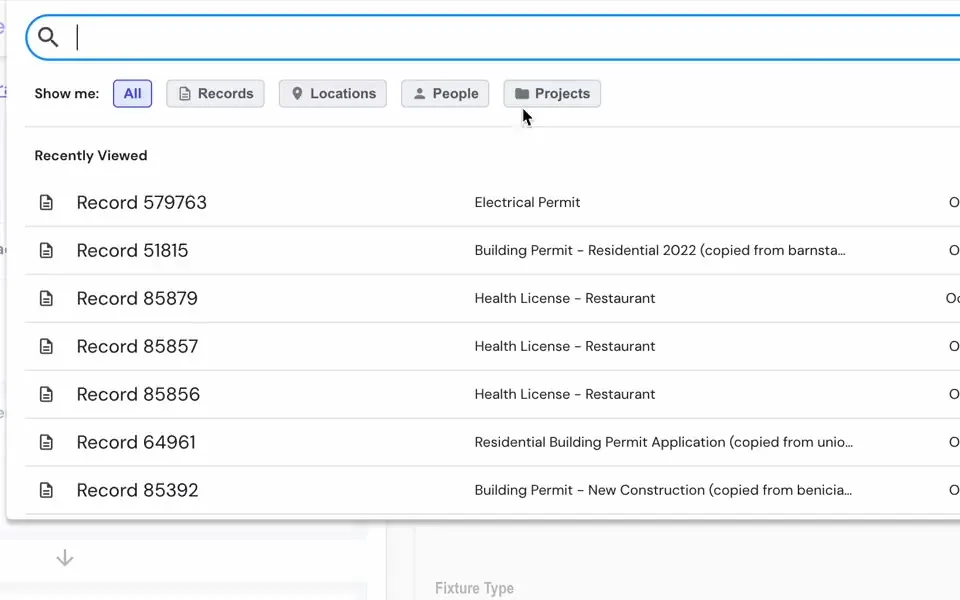 Show me: All Records Locations People Projects
Recently Viewed
Record 579763 Electrical Permit
Record 51815 Building Permit - Residential 2022 (copied from barnsta...
Record 85879 Health License - Restaurant
Record 85857 Health License - Restaurant
Record 85856 Health License - Restaurant
Record 64961 Residential Building Permit Application (copied from unio...
Record 85392 Building Permit - New Construction (copied from benicia...
Fixture Type